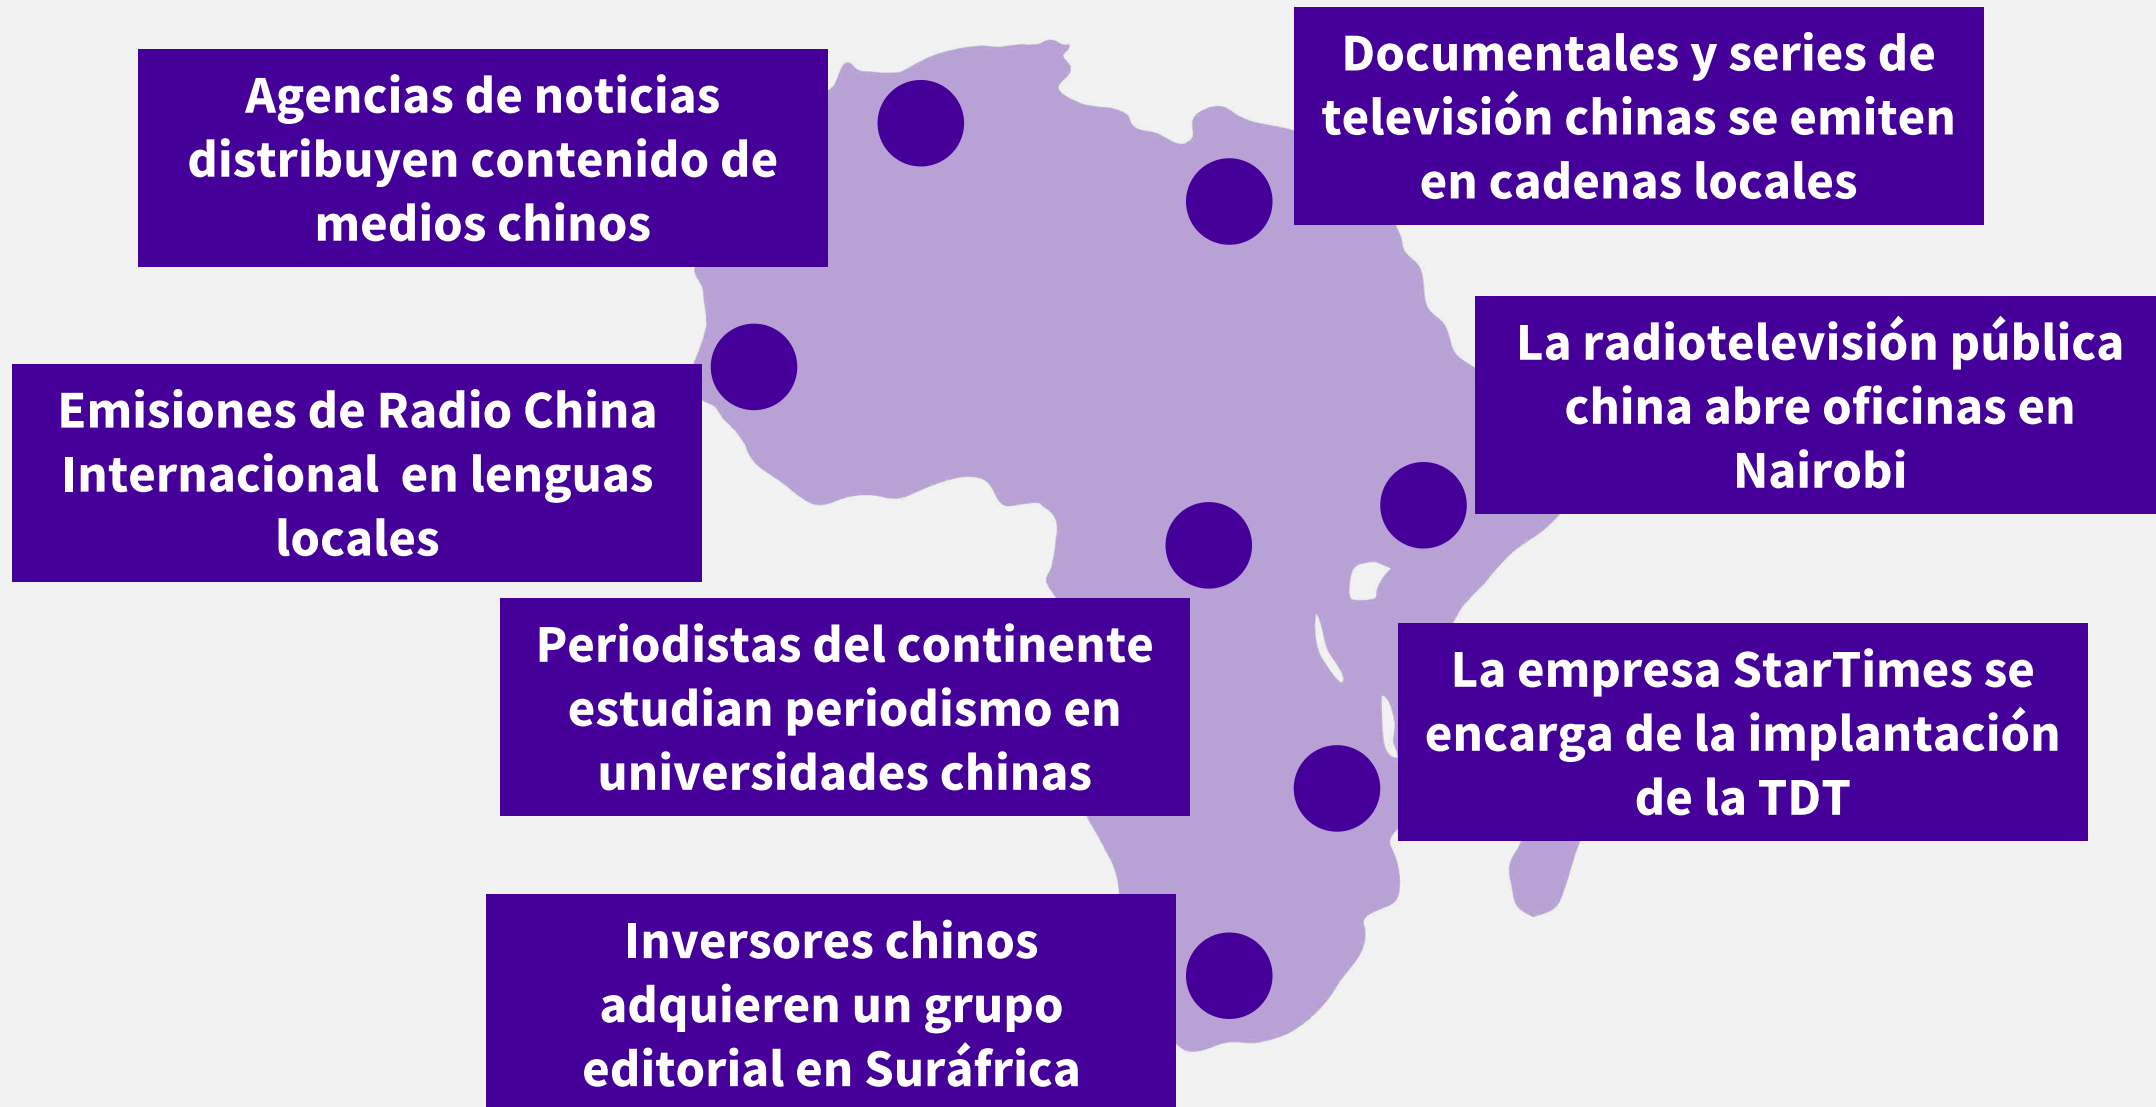 Agencias de noticias
distribuyen contenido de
medios chinos
Documentales y series de
televisión chinas se emiten
en cadenas locales
La radiotelevisión pública
china abre oficinas en
Nairobi
Emisiones de Radio China
Internacional  en lenguas
locales
Periodistas del continente
estudian periodismo en
universidades chinas
La empresa StarTimes se
encarga de la implantación
de la TDT
Inversores chinos
adquieren un grupo
editorial en Suráfrica